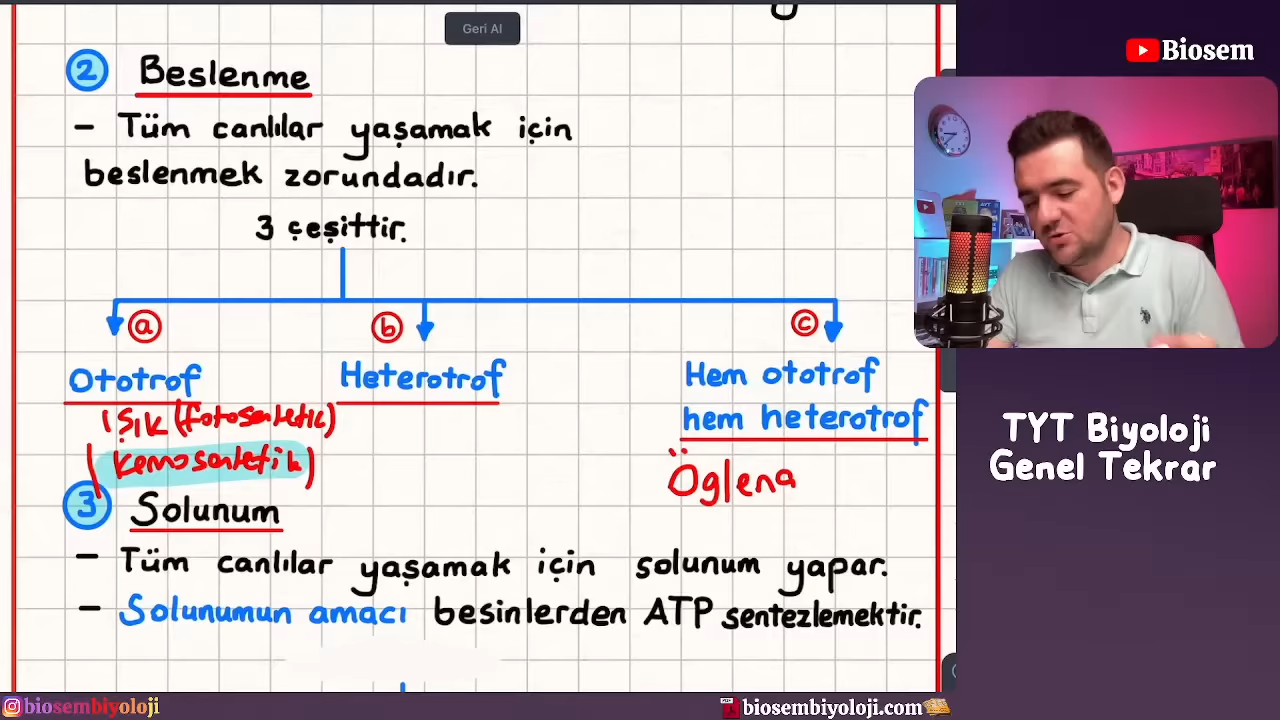 Geri Al
2 Beslenme
- Tüm canlılar yaşamak için
beslenmek zorundadır.
3 çeşittir.
a
b
c
Ototrof
Heterotrof
Hem ototrof
hem heterotrof
Işık (fotosentetik)
(kemosentetik)
Öglena
3 Solunum
- Tüm canlılar yaşamak için solunum yapar.
- Solunumun amacı besinlerden ATP sentezlemektir.
Biosem
TYT Biyoloji
Genel Tekrar
biosembiyoloji
biosembiyoloji.com